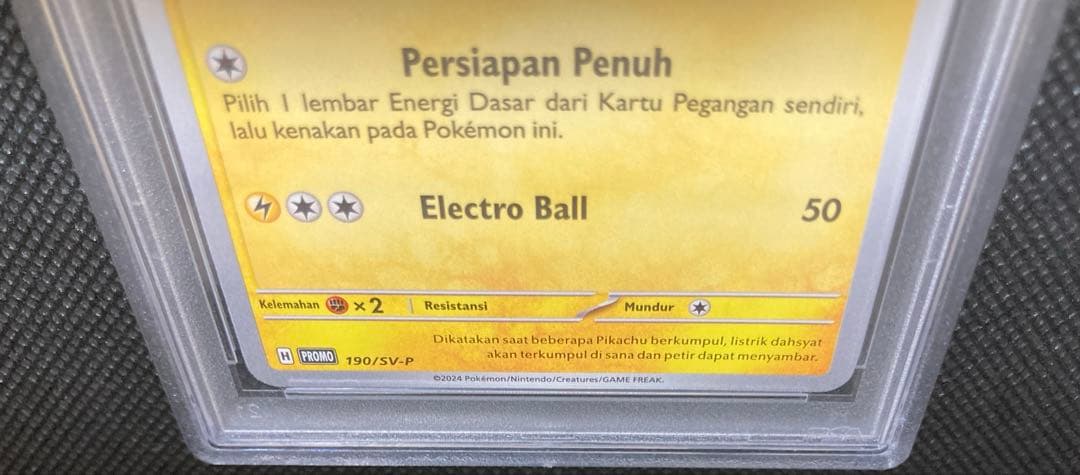 Persiapan Penuh
Pilih 1 lembar Energi Dasar dari Kartu Pegangan sendiri,
lalu kenakan pada Pokémon ini.
Electro Ball 50
Kelemahan ×2 Resistansi Mundur
Dikatakan saat beberapa Pikachu berkumpul, listrik dahsyat
akan terkumpul di sana dan petir dapat menyambar.
H PROMO 190/SV-P
©2024 Pokémon/Nintendo/Creatures/GAME FREAK.